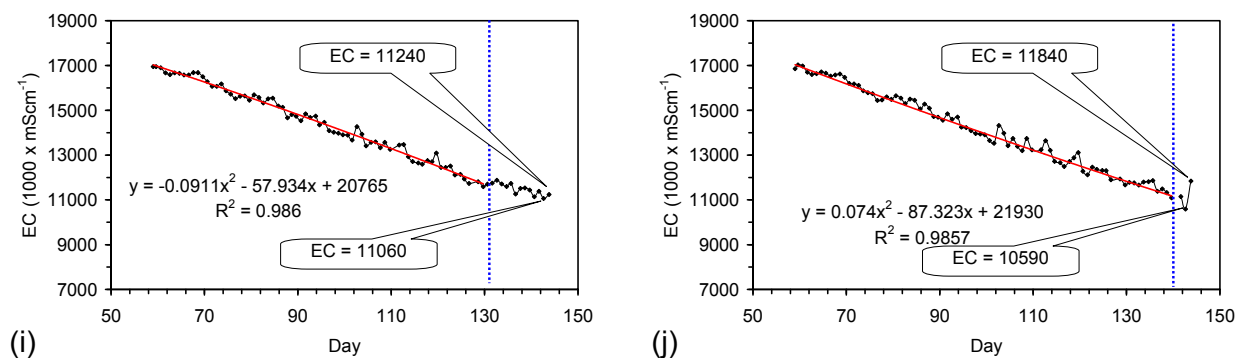 19000
17000
15000
13000
11000
9000
7000
EC (1000 x mScm⁻¹)
EC = 11240
y = -0.0911x² - 57.934x + 20765
R² = 0.986
EC = 11060
50 70 90 110 130 150
Day
(i)
19000
17000
15000
13000
11000
9000
7000
EC (1000 x mScm⁻¹)
EC = 11840
y = 0.074x² - 87.323x + 21930
R² = 0.9857
EC = 10590
50 70 90 110 130 150
Day
(j)